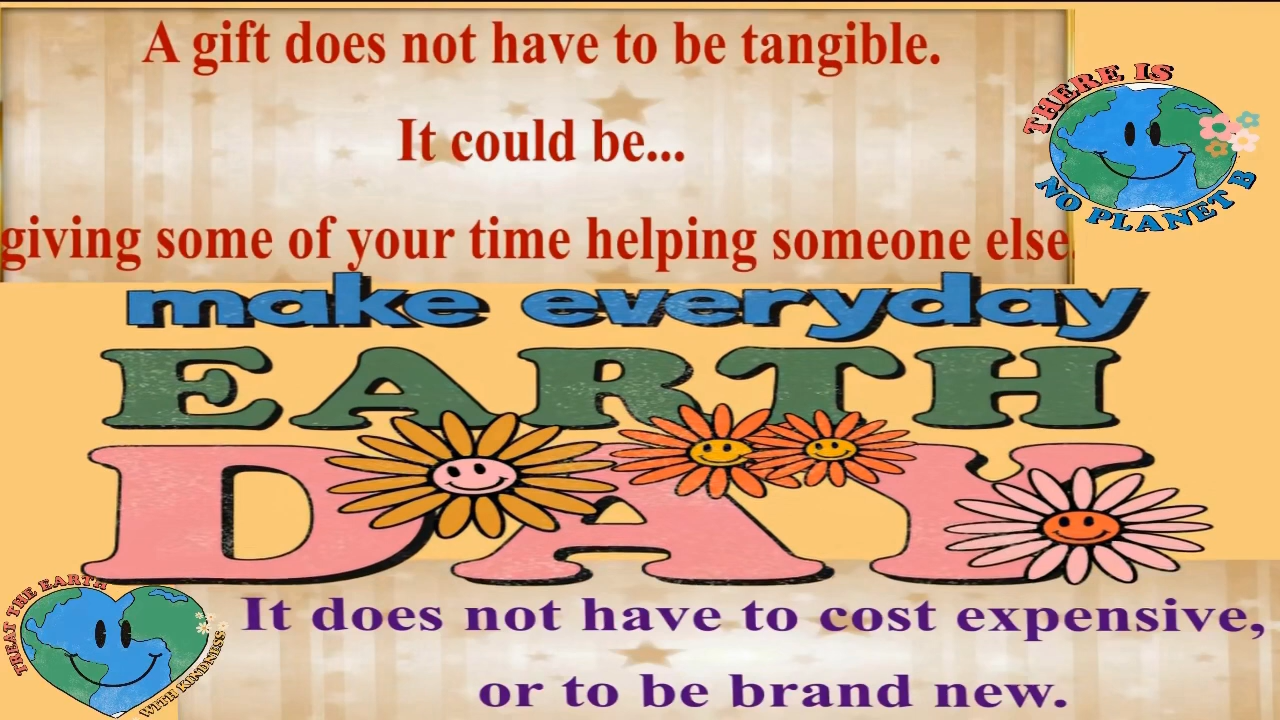 A gift does not have to be tangible.
It could be...
giving some of your time helping someone else.
THERE IS
NO PLANET B
make everyday
EARTH
DAY
TREAT THE EARTH
WITH KINDNESS
It does not have to cost expensive,
or to be brand new.